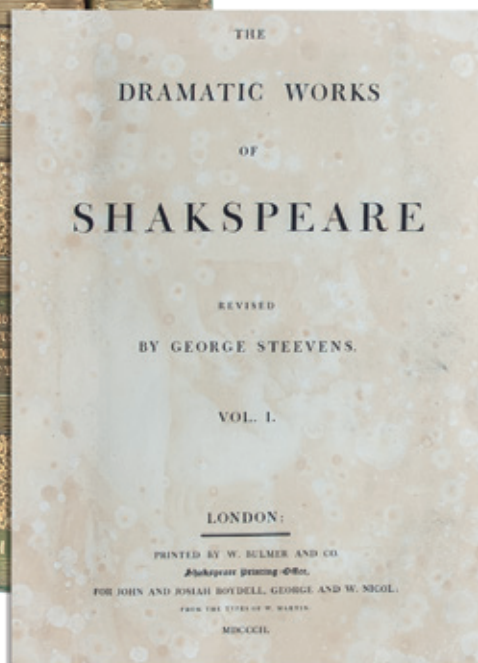 THE
DRAMATIC WORKS
OF
SHAKSPEARE
REVISED
BY GEORGE STEEVENS.
VOL. I.
LONDON:
PRINTED BY W. BULMER AND CO.
Shakspeare Printing-Office,
FOR JOHN AND JOSIAH BOYDELL, GEORGE AND W. NICOL:
FROM THE TYPES OF W. MARTIN.
MDCCCII.